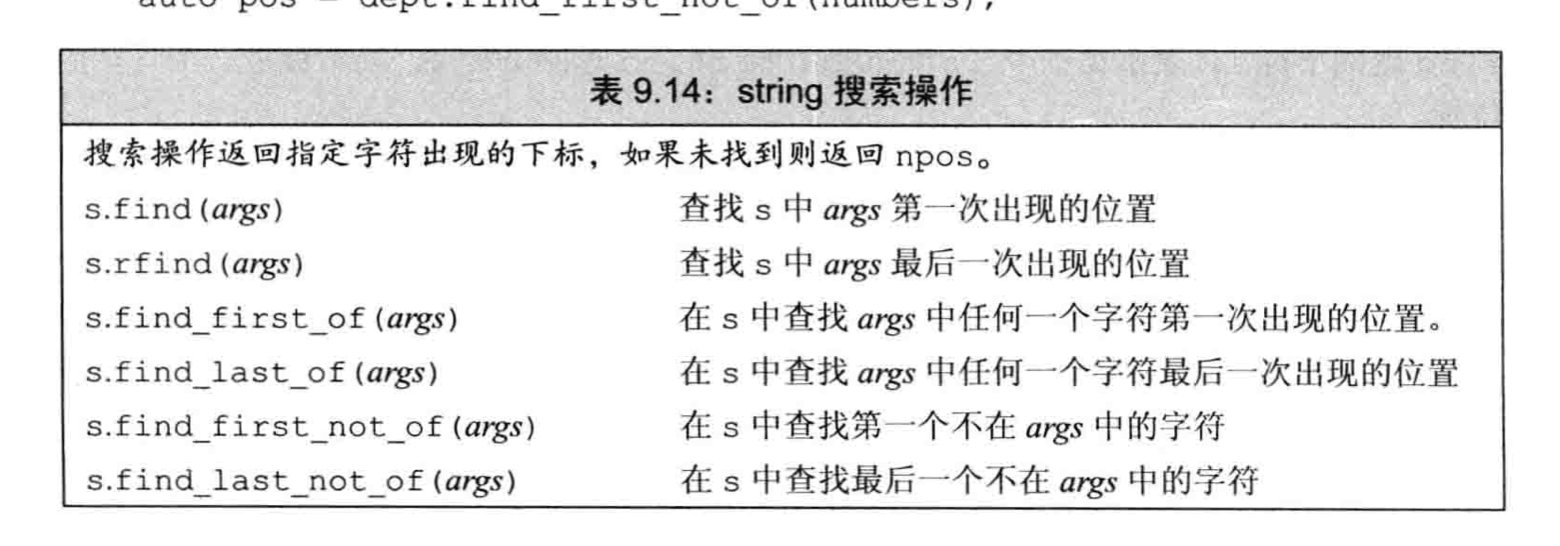 auto pos = dept.find_first_not_of(numbers);
表 9.14：string 搜索操作
搜索操作返回指定字符出现的下标，如果未找到则返回 npos。
s.find(args) 查找 s 中 args 第一次出现的位置
s.rfind(args) 查找 s 中 args 最后一次出现的位置
s.find_first_of(args) 在 s 中查找 args 中任何一个字符第一次出现的位置。
s.find_last_of(args) 在 s 中查找 args 中任何一个字符最后一次出现的位置
s.find_first_not_of(args) 在 s 中查找第一个不在 args 中的字符
s.find_last_not_of(args) 在 s 中查找最后一个不在 args 中的字符